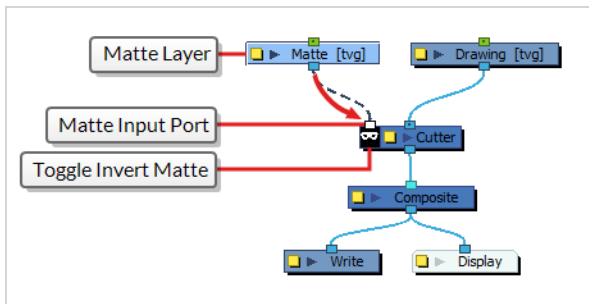 Matte Layer
Matte [tvg]
Drawing [tvg]
Matte Input Port
Cutter
Toggle Invert Matte
Composite
Write
Display